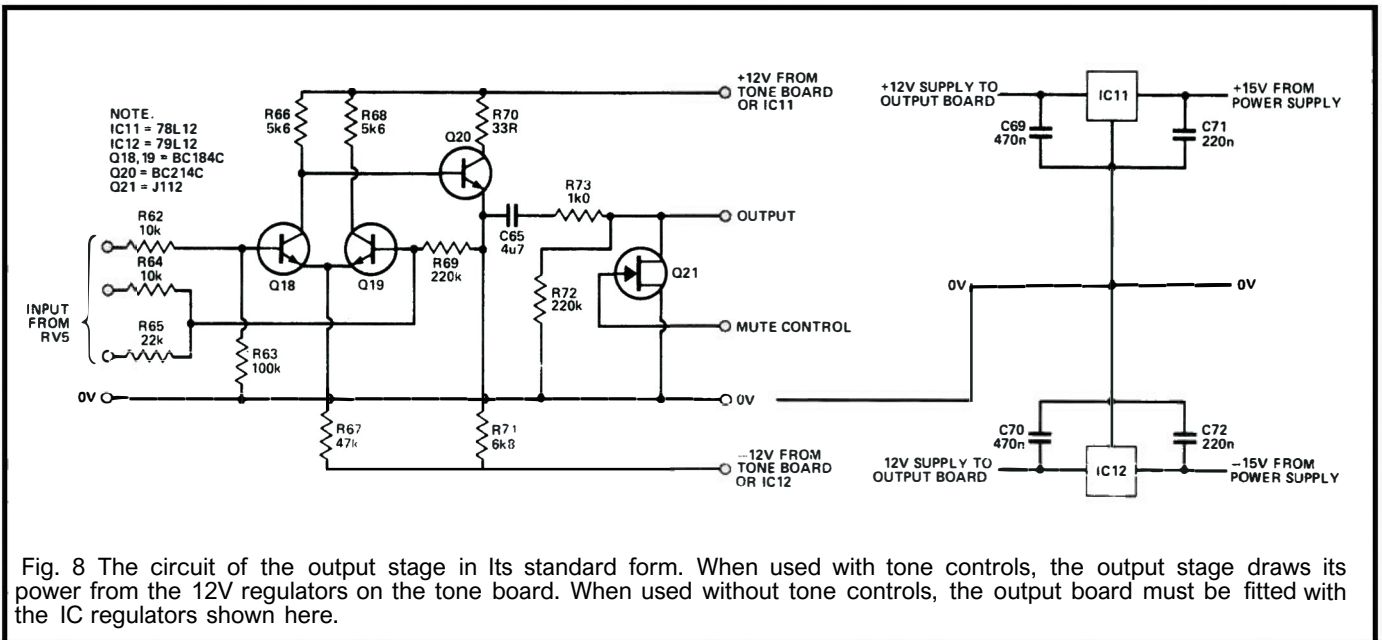 NOTE.
IC11 = 78L12
IC12 = 79L12
Q18,19 = BC184C
Q20 = BC214C
Q21 = J112
R66
5k6
R68
5k6
Q20
R70
33R
+12V FROM
TONE BOARD
OR IC11
R62
10k
R64
10k
INPUT
FROM
RV5
R65
22k
R63
100k
0V
Q18
Q19
R69
220k
C65
4u7
R73
1k0
OUTPUT
R72
220k
Q21
MUTE CONTROL
0V
R67
47k
R71
6k8
—12V FROM
TONE BOARD
OR IC12
+12V SUPPLY TO
OUTPUT BOARD
IC11
+15V FROM
POWER SUPPLY
C69
470n
C71
220n
0V
0V
C70
470n
C72
220n
12V SUPPLY TO
OUTPUT BOARD
IC12
—15V FROM
POWER SUPPLY
Fig. 8 The circuit of the output stage in Its standard form. When used with tone controls, the output stage draws its
power from the 12V regulators on the tone board. When used without tone controls, the output board must be fitted with
the IC regulators shown here.